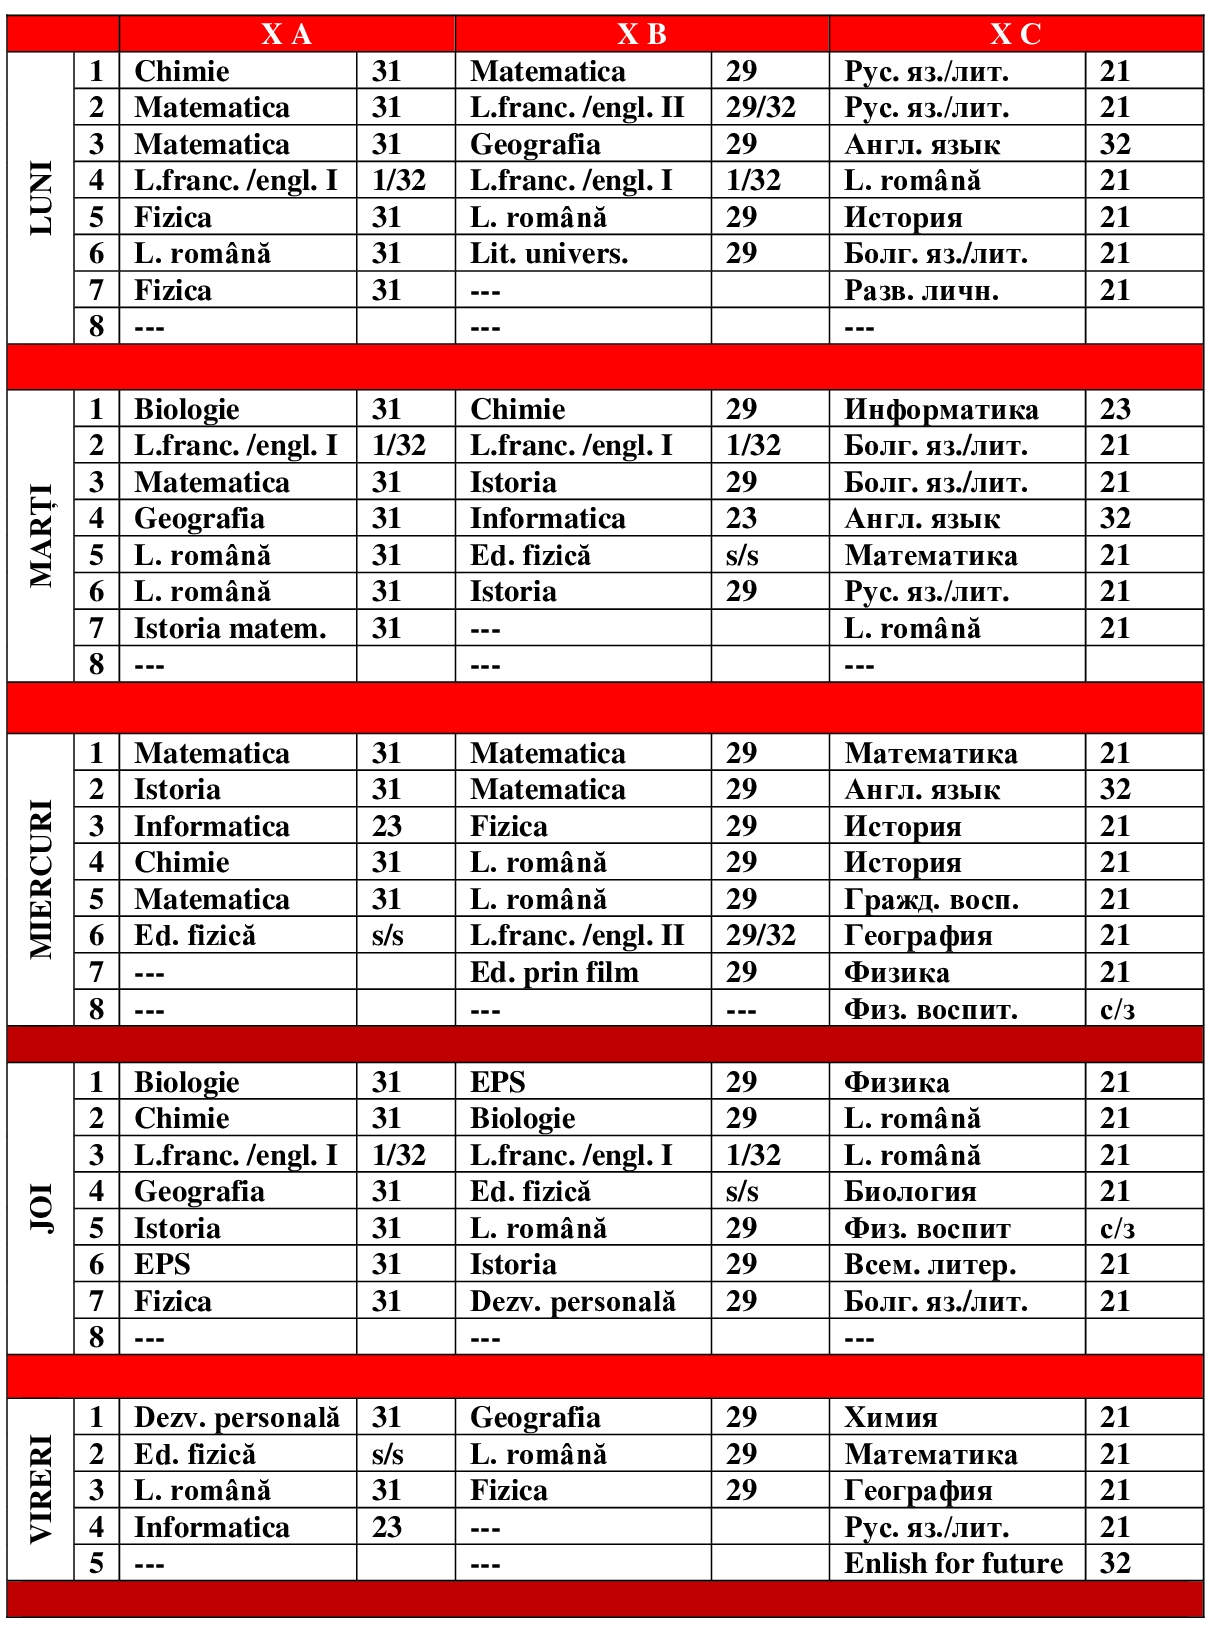 X A X B X C
LUNI
1 Chimie 31 Matematica 29 Рус. яз./лит. 21
2 Matematica 31 L.franc. /engl. II 29/32 Рус. яз./лит. 21
3 Matematica 31 Geografia 29 Англ. язык 32
4 L.franc. /engl. I 1/32 L.franc. /engl. I 1/32 L. română 21
5 Fizica 31 L. română 29 История 21
6 L. română 31 Lit. univers. 29 Болг. яз./лит. 21
7 Fizica 31 --- Разв. личн. 21
8 --- --- ---
MARȚI
1 Biologie 31 Chimie 29 Информатика 23
2 L.franc. /engl. I 1/32 L.franc. /engl. I 1/32 Болг. яз./лит. 21
3 Matematica 31 Istoria 29 Болг. яз./лит. 21
4 Geografia 31 Informatica 23 Англ. язык 32
5 L. română 31 Ed. fizică s/s Математика 21
6 L. română 31 Istoria 29 Рус. яз./лит. 21
7 Istoria matem. 31 --- L. română 21
8 --- --- ---
MIERCURI
1 Matematica 31 Matematica 29 Математика 21
2 Istoria 31 Matematica 29 Англ. язык 32
3 Informatica 23 Fizica 29 История 21
4 Chimie 31 L. română 29 История 21
5 Matematica 31 L. română 29 Гражд. восп. 21
6 Ed. fizică s/s L.franc. /engl. II 29/32 География 21
7 --- Ed. prin film 29 Физика 21
8 --- --- --- Физ. воспит. с/з
JOI
1 Biologie 31 EPS 29 Физика 21
2 Chimie 31 Biologie 29 L. română 21
3 L.franc. /engl. I 1/32 L.franc. /engl. I 1/32 L. română 21
4 Geografia 31 Ed. fizică s/s Биология 21
5 Istoria 31 L. română 29 Физ. воспит с/з
6 EPS 31 Istoria 29 Всем. литер. 21
7 Fizica 31 Dezv. personală 29 Болг. яз./лит. 21
8 --- --- ---
VIRERI
1 Dezv. personală 31 Geografia 29 Химия 21
2 Ed. fizică s/s L. română 29 Математика 21
3 L. română 31 Fizica 29 География 21
4 Informatica 23 --- Рус. яз./лит. 21
5 --- --- Enlish for future 32